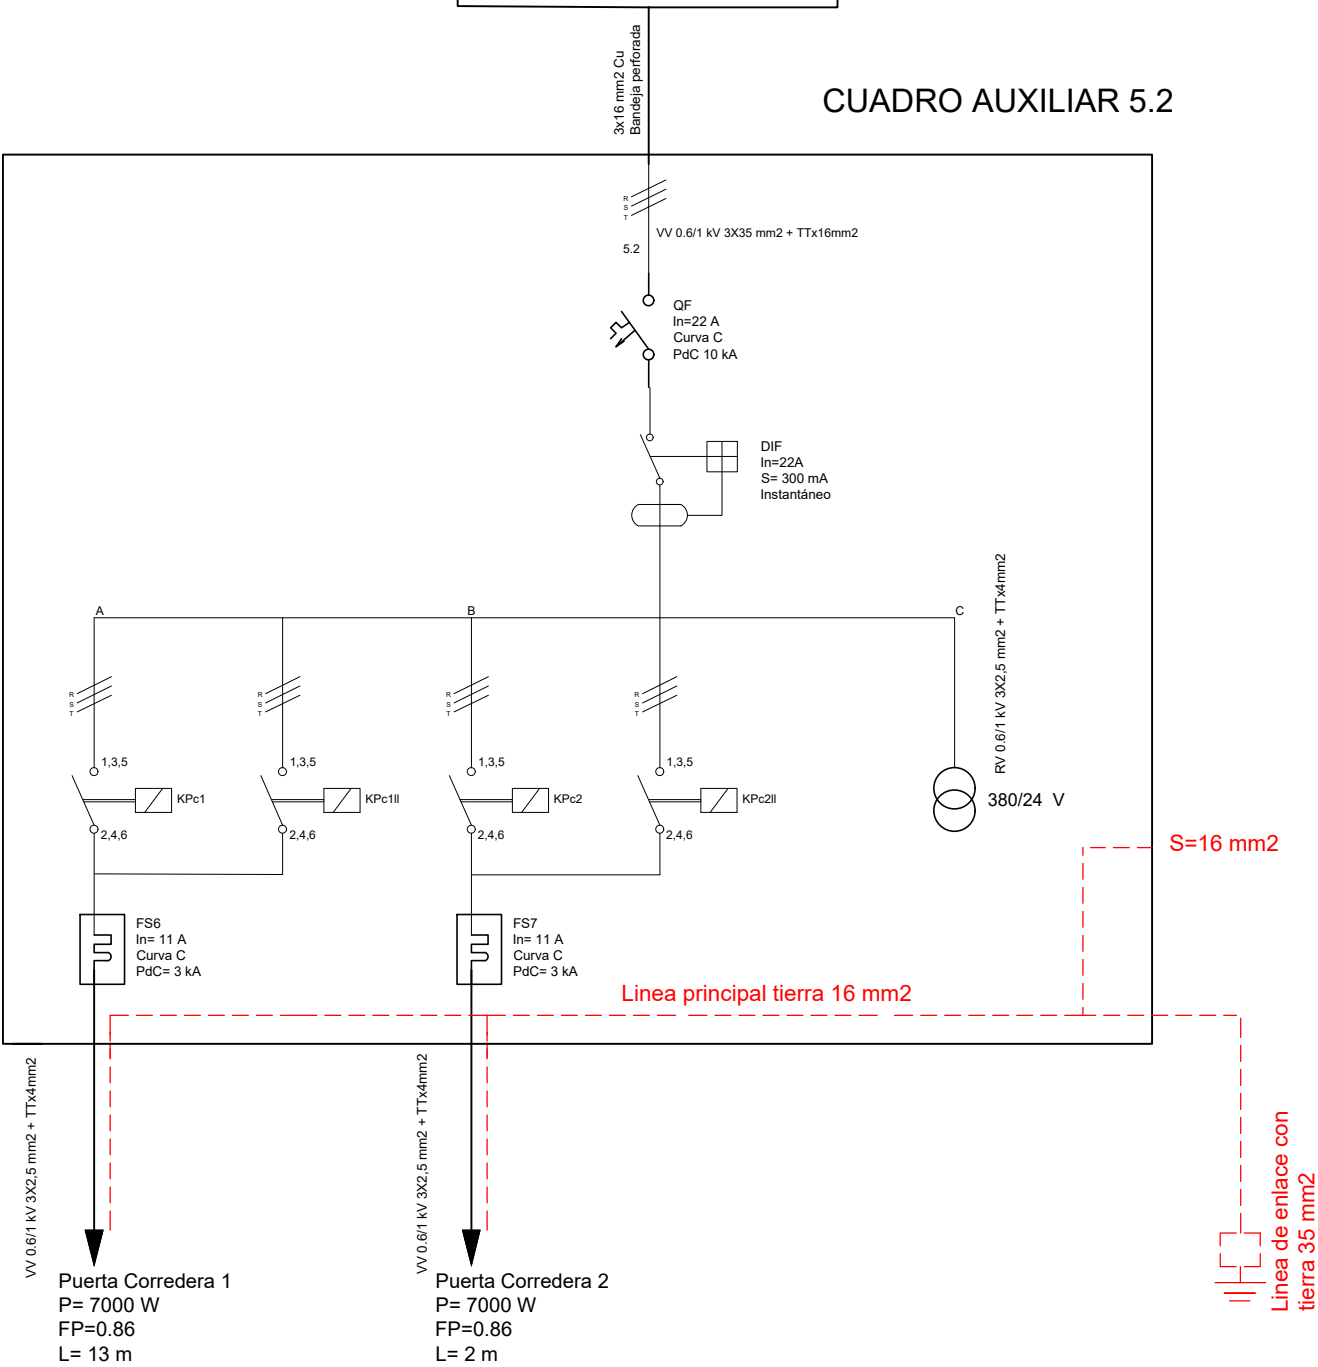 3x16 mm2 Cu
Bandeja perforada
CUADRO AUXILIAR 5.2
R
S
T
VV 0.6/1 kV 3X35 mm2 + TTx16mm2
5.2
QF
In=22 A
Curva C
PdC 10 kA
DIF
In=22A
S= 300 mA
Instantáneo
A
B
C
RV 0.6/1 kV 3X2,5 mm2 + TTx4mm2
R
S
T
R
S
T
R
S
T
R
S
T
1,3,5
1,3,5
1,3,5
1,3,5
KPc1
KPc1II
KPc2
KPc2II
380/24 V
2,4,6
2,4,6
2,4,6
2,4,6
S=16 mm2
FS6
In= 11 A
Curva C
PdC= 3 kA
FS7
In= 11 A
Curva C
PdC= 3 kA
Linea principal tierra 16 mm2
VV 0.6/1 kV 3X2,5 mm2 + TTx4mm2
VV 0.6/1 kV 3X2,5 mm2 + TTx4mm2
Linea de enlace con
tierra 35 mm2
Puerta Corredera 1
P= 7000 W
FP=0.86
L= 13 m
Puerta Corredera 2
P= 7000 W
FP=0.86
L= 2 m